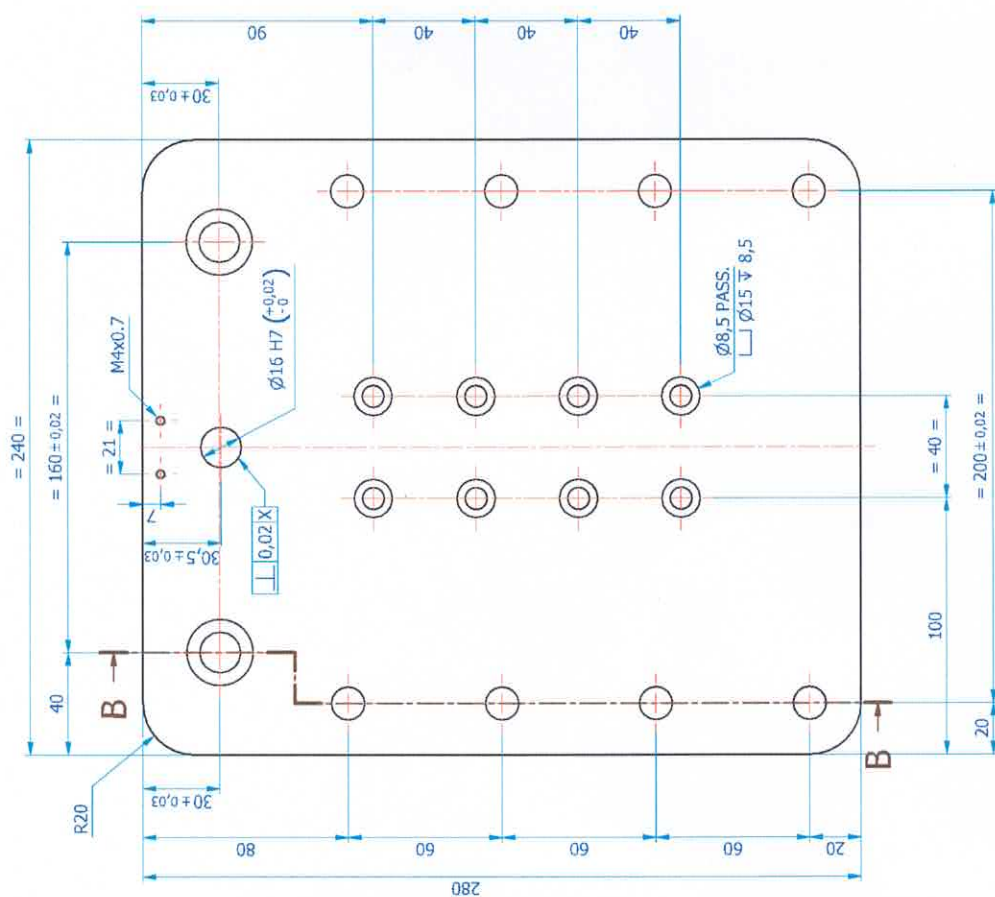 90
40
40
40
30±0,03
= 240 =
= 160±0,02 =
M4x0.7
= 21 =
Ø16 H7 (+0,02 -0)
7
30,5±0,03
⟂ 0,02 X
Ø8,5 PASS.
⌴ Ø15 ↧ 8,5
= 40 =
= 200±0,02 =
100
40
B
B
20
R20
30±0,03
80
60
60
60
20
280